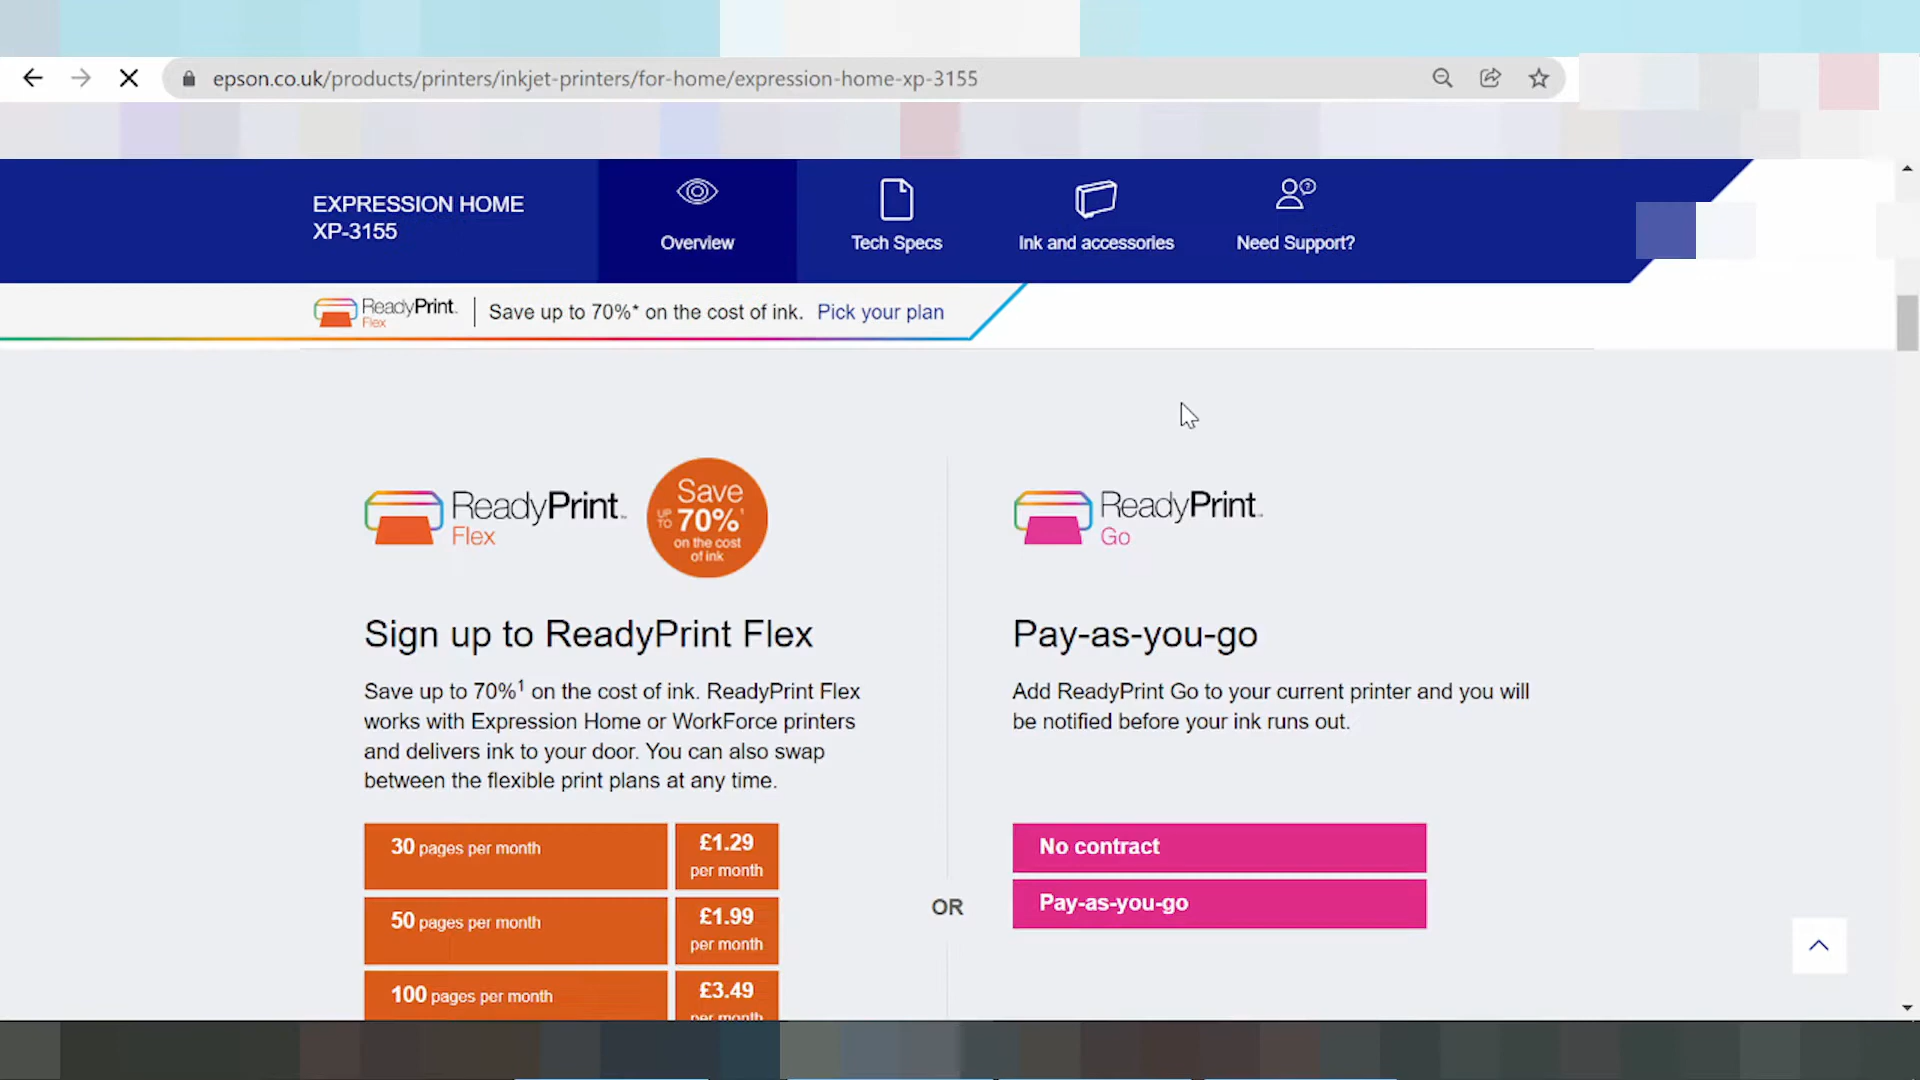 epson.co.uk/products/printers/inkjet-printers/for-home/expression-home-xp-3155
EXPRESSION HOME
XP-3155
Overview
Tech Specs
Ink and accessories
Need Support?
ReadyPrint™
Flex
Save up to 70%* on the cost of ink. Pick your plan
ReadyPrint™
Flex
Save
UP TO 70%¹
on the cost
of ink
ReadyPrint™
Go
Sign up to ReadyPrint Flex
Save up to 70%¹ on the cost of ink. ReadyPrint Flex
works with Expression Home or WorkForce printers
and delivers ink to your door. You can also swap
between the flexible print plans at any time.
30 pages per month
£1.29
per month
50 pages per month
£1.99
per month
100 pages per month
£3.49
per month
OR
Pay-as-you-go
Add ReadyPrint Go to your current printer and you will
be notified before your ink runs out.
No contract
Pay-as-you-go